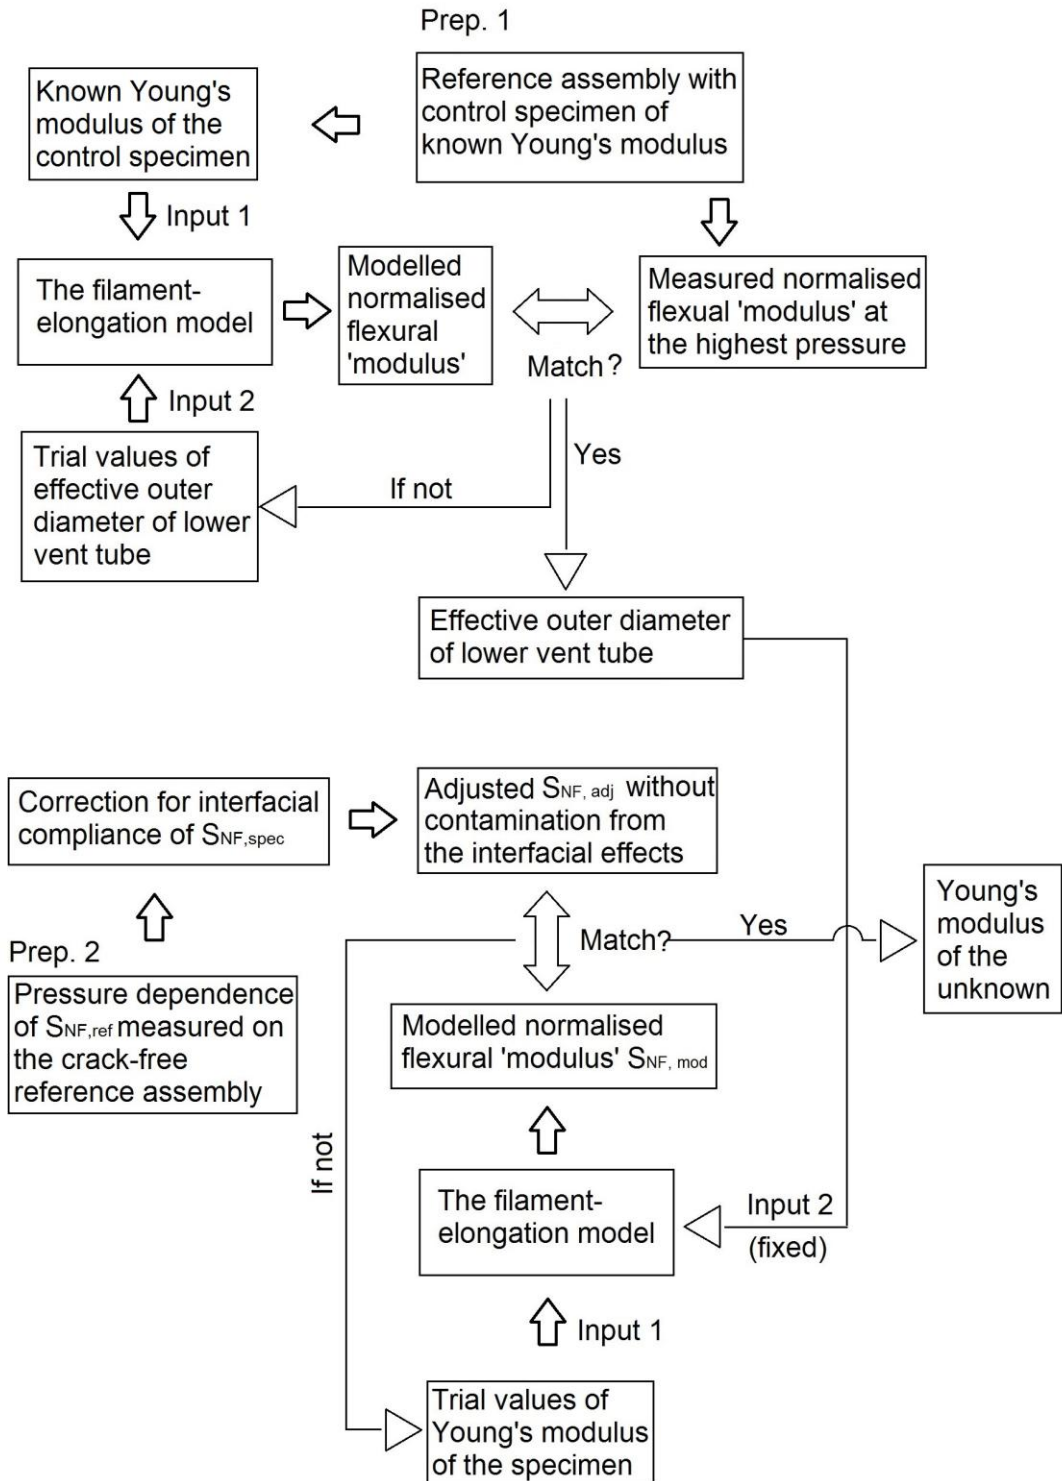 Prep. 1
Known Young's
modulus of the
control specimen
Reference assembly with
control specimen of
known Young's modulus
Input 1
The filament-
elongation model
Modelled
normalised
flexural
'modulus'
Match?
Measured normalised
flexual 'modulus' at
the highest pressure
Input 2
Trial values of
effective outer
diameter of lower
vent tube
If not
Yes
Effective outer diameter
of lower vent tube
Correction for interfacial
compliance of SNF,spec
Adjusted SNF, adj without
contamination from
the interfacial effects
Match?
Yes
Young's
modulus
of the
unknown
Prep. 2
Pressure dependence
of SNF,ref measured on
the crack-free
reference assembly
Modelled normalised
flexural 'modulus' SNF, mod
If not
The filament-
elongation model
Input 2
(fixed)
Input 1
Trial values of
Young's modulus
of the specimen